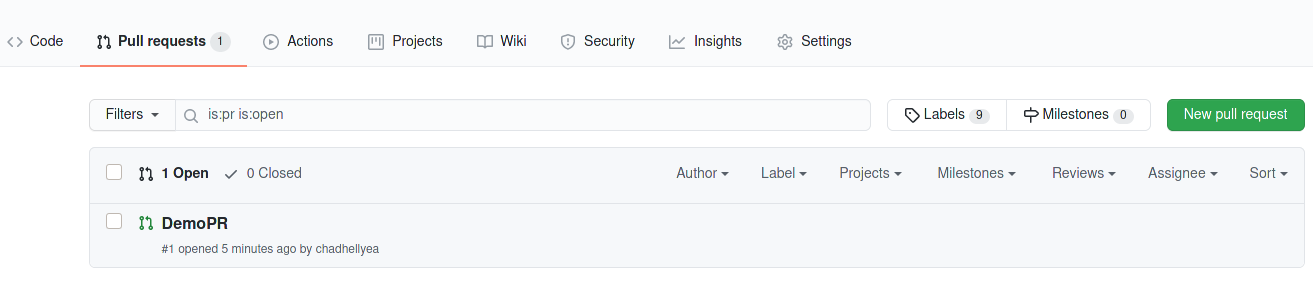 Code Pull requests 1 Actions Projects Wiki Security Insights Settings
Filters is:pr is:open Labels 9 Milestones 0 New pull request
1 Open 0 Closed Author Label Projects Milestones Reviews Assignee Sort
DemoPR
#1 opened 5 minutes ago by chadhellyea